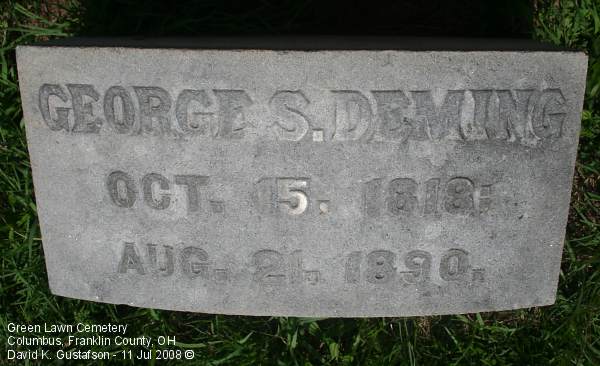 GEORGE S. DEMING
OCT. 15. 1818.
AUG. 21. 1890.
Green Lawn Cemetery
Columbus, Franklin County, OH
David K. Gustafson - 11 Jul 2008 ©